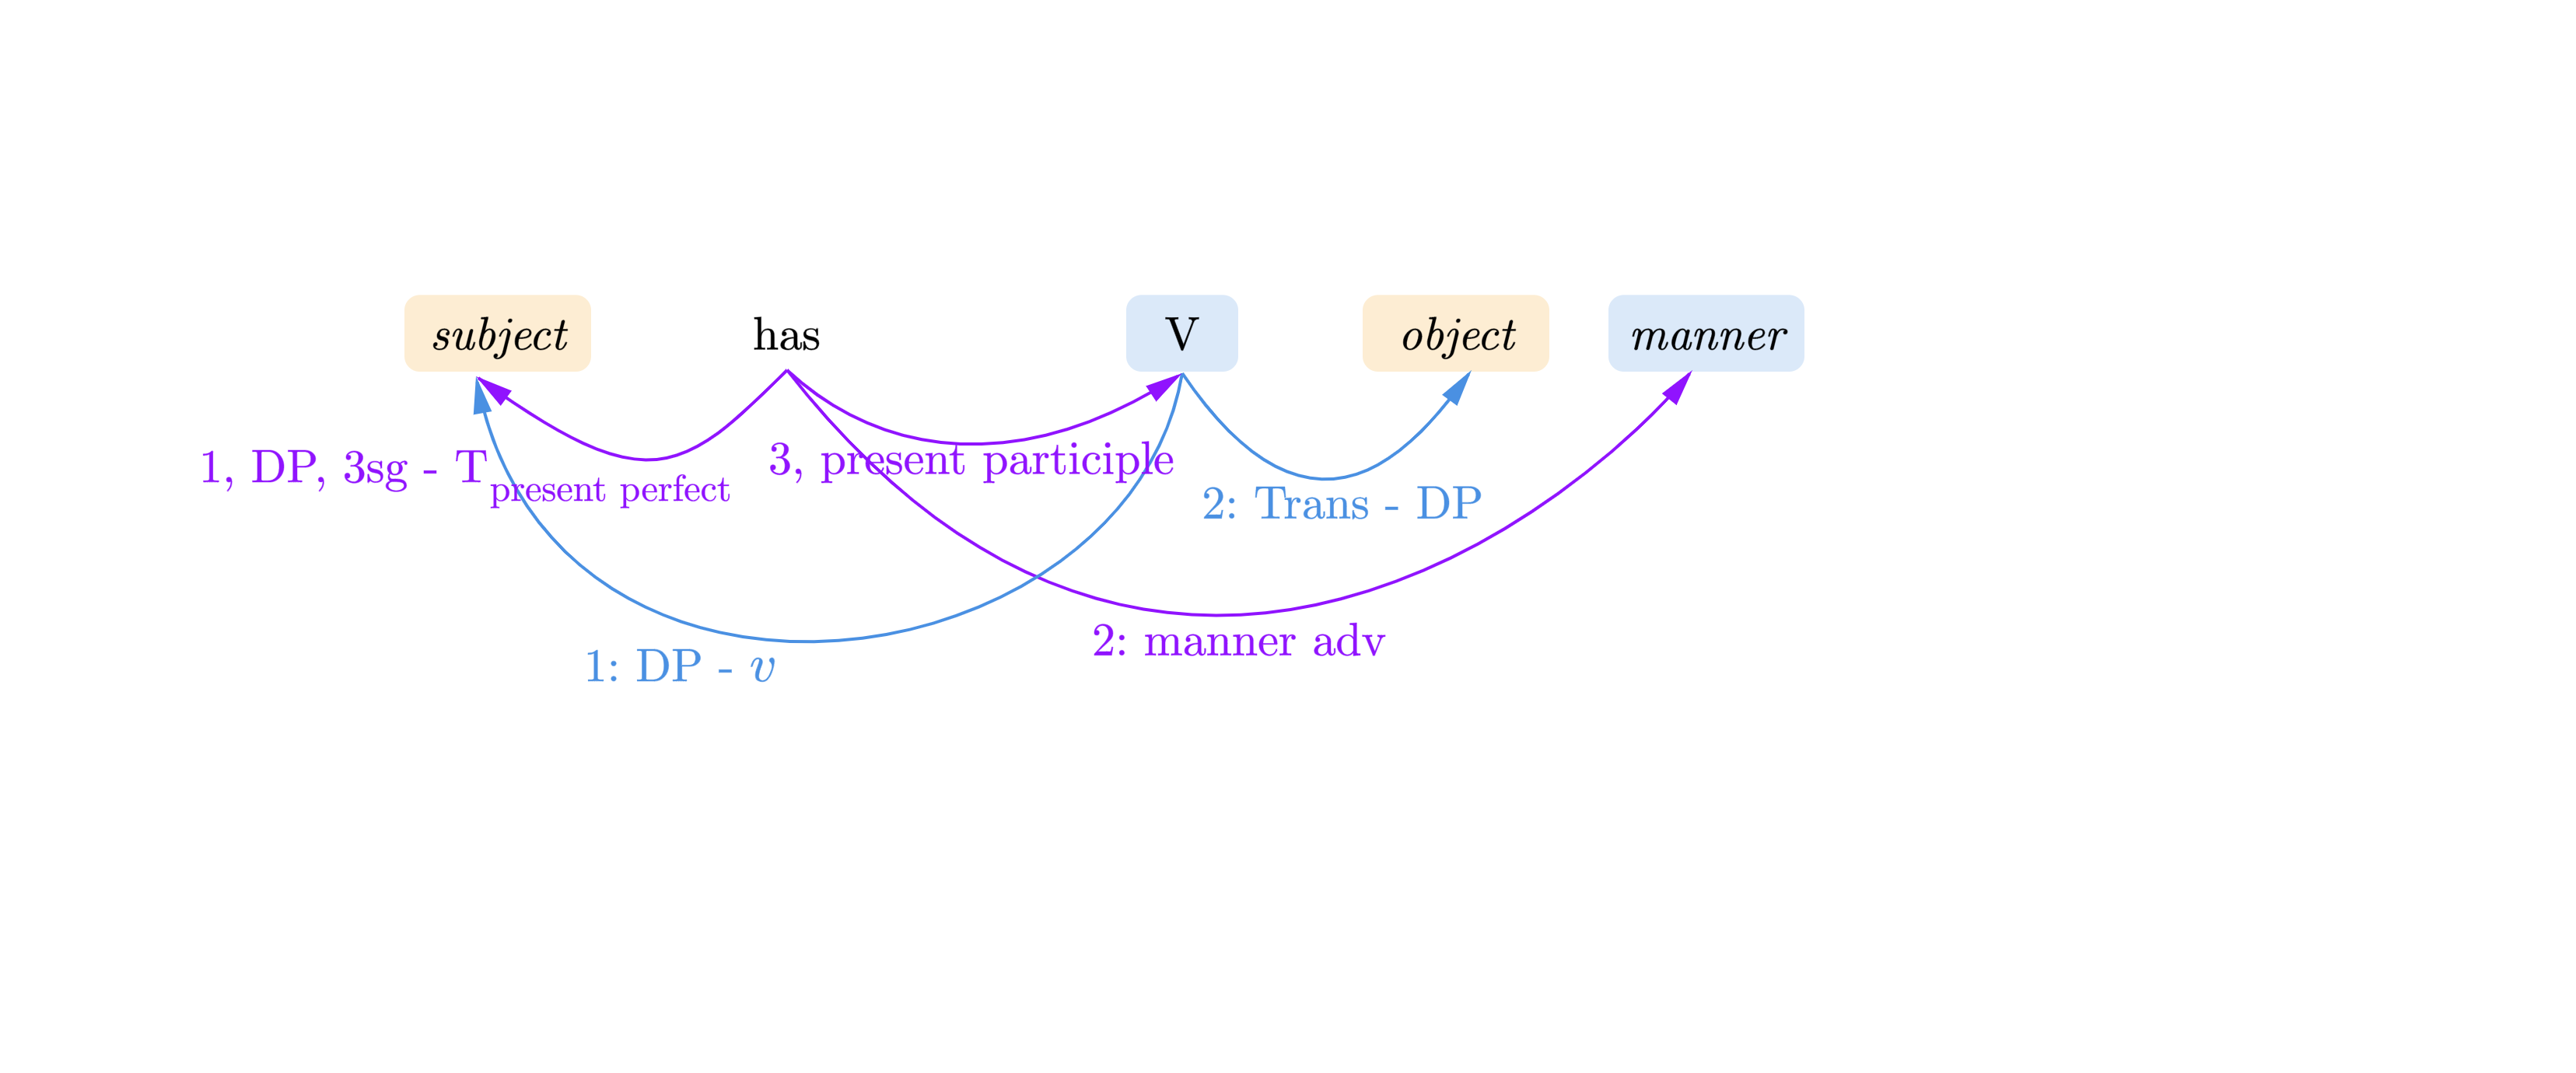 subject has V object manner
1, DP, 3sg - T present perfect
3, present participle
2: Trans - DP
2: manner adv
1: DP - v